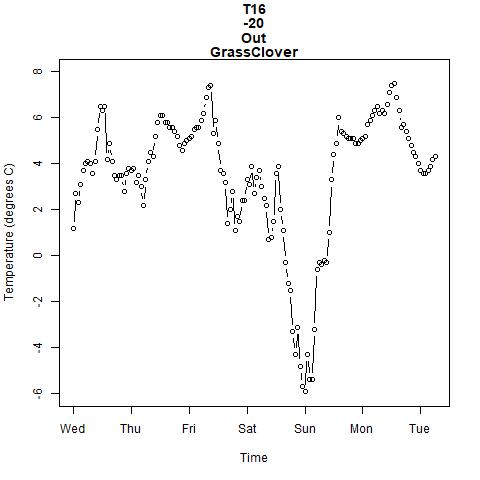 T16
-20
Out
GrassClover
Temperature (degrees C)
8
6
4
2
0
-2
-4
-6
Wed Thu Fri Sat Sun Mon Tue
Time